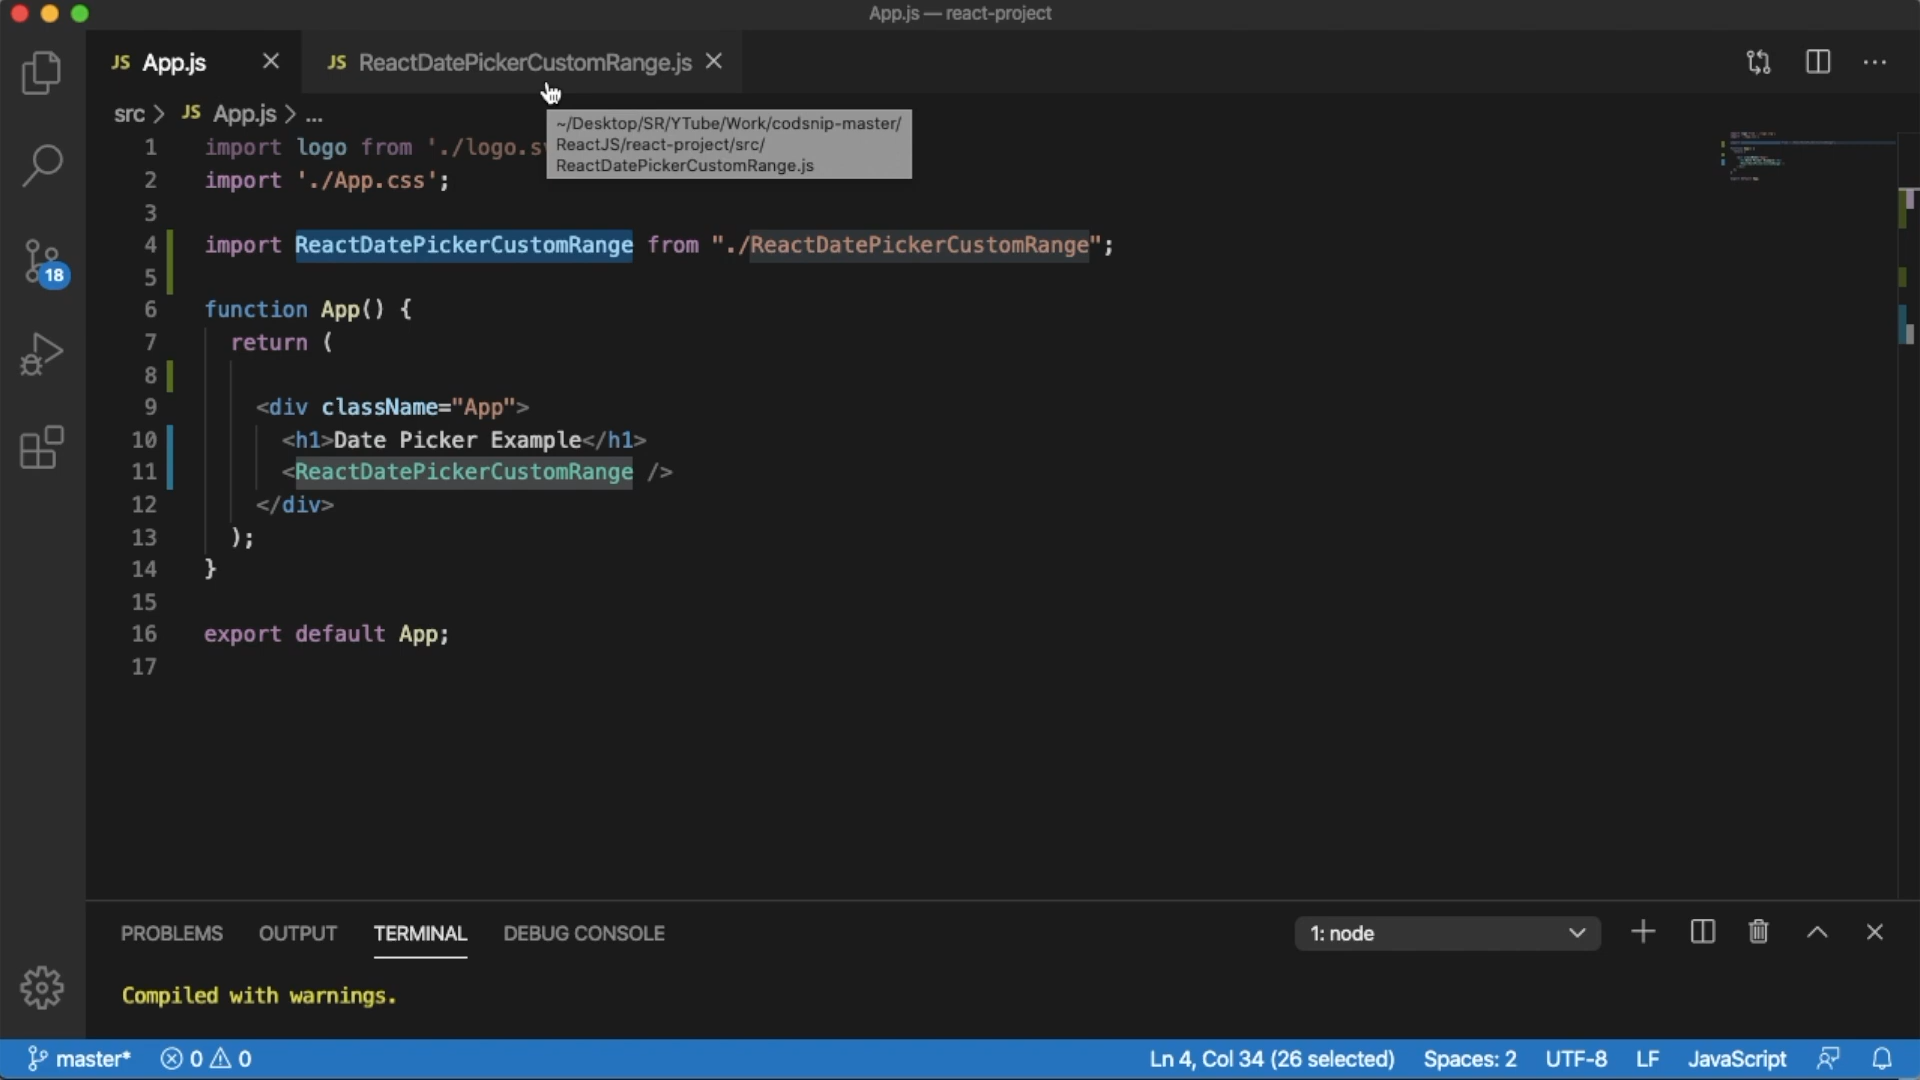 App.js — react-project
JS App.js
JS ReactDatePickerCustomRange.js
src > JS App.js > ...
~/Desktop/SR/YTube/Work/codsnip-master/
ReactJS/react-project/src/
ReactDatePickerCustomRange.js
1 import logo from './logo.sv
2 import './App.css';
3
4 import ReactDatePickerCustomRange from "./ReactDatePickerCustomRange";
5
6 function App() {
7 return (
8
9 <div className="App">
10 <h1>Date Picker Example</h1>
11 <ReactDatePickerCustomRange />
12 </div>
13 );
14 }
15
16 export default App;
17
18
PROBLEMS OUTPUT TERMINAL DEBUG CONSOLE 1: node
Compiled with warnings.
master* 0 0 Ln 4, Col 34 (26 selected) Spaces: 2 UTF-8 LF JavaScript